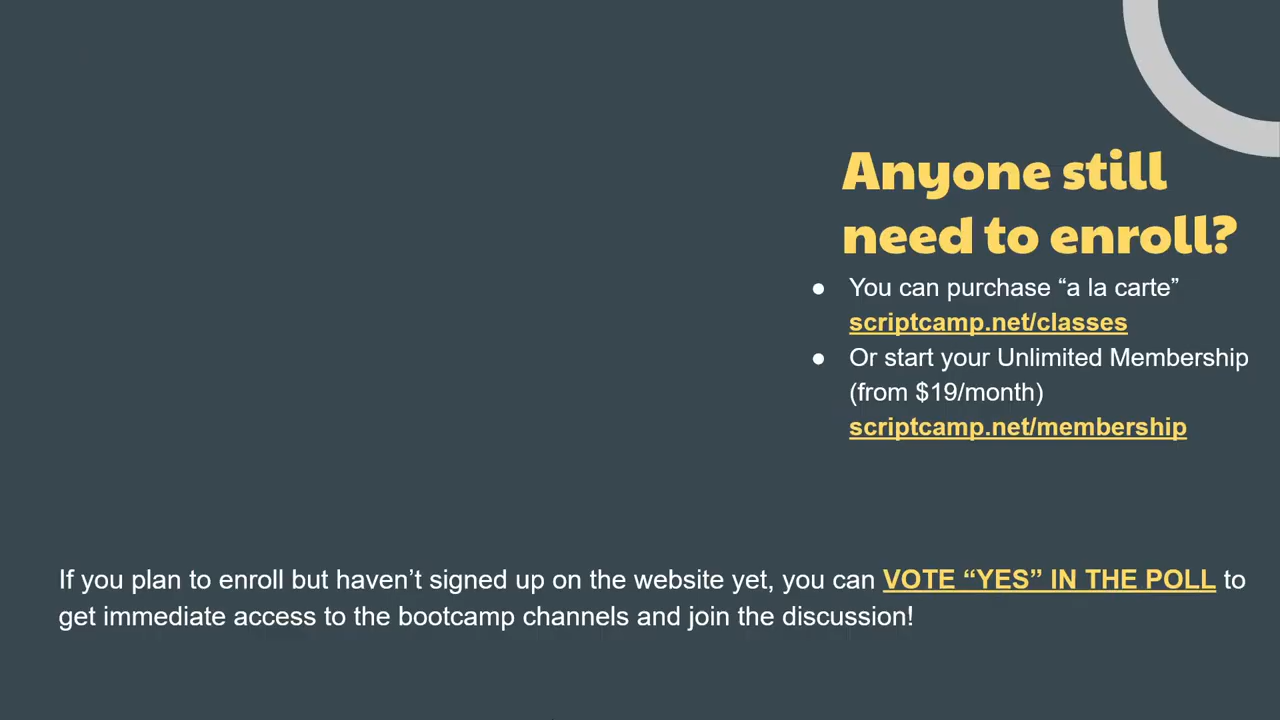 Anyone still
need to enroll?
● You can purchase “a la carte”
scriptcamp.net/classes
● Or start your Unlimited Membership
(from $19/month)
scriptcamp.net/membership
If you plan to enroll but haven’t signed up on the website yet, you can VOTE “YES” IN THE POLL to
get immediate access to the bootcamp channels and join the discussion!